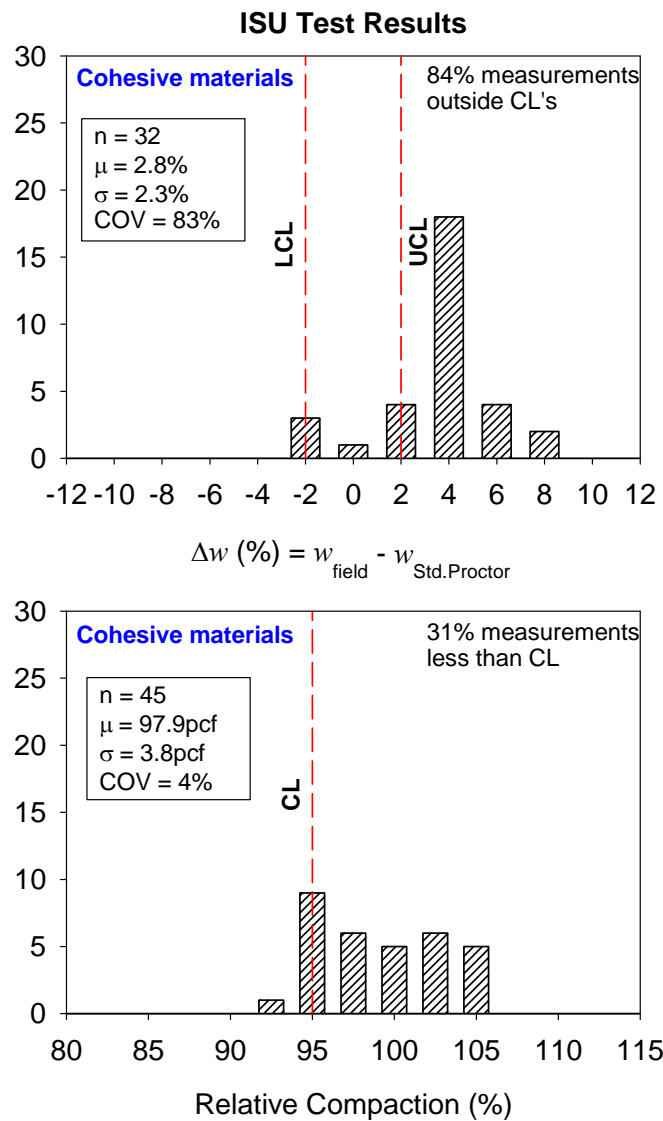 ISU Test Results
30
25
20
15
10
5
0
Cohesive materials
84% measurements
outside CL's
n = 32
μ = 2.8%
σ = 2.3%
COV = 83%
LCL
UCL
-12 -10 -8 -6 -4 -2 0 2 4 6 8 10 12
Δw (%) = w field - w Std.Proctor
30
25
20
15
10
5
0
Cohesive materials
31% measurements
less than CL
n = 45
μ = 97.9pcf
σ = 3.8pcf
COV = 4%
CL
80 85 90 95 100 105 110 115
Relative Compaction (%)